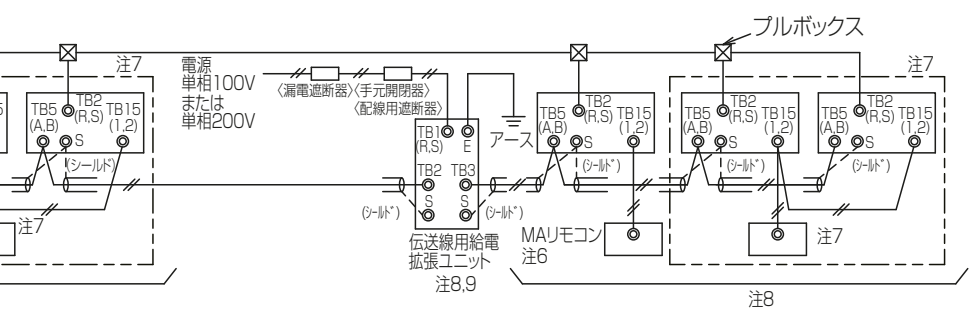 プルボックス
注7
電源
単相100V
または
単相200V
〈漏電遮断器〉〈手元開閉器〉
〈配線用遮断器〉
注7
TB5
(A,B)
TB2
(R,S)
TB15
(1,2)
S
(シールド)
TB1
(R,S)
E
アース
TB5
(A,B)
TB2
(R,S)
TB15
(1,2)
S
(シールド)
TB5
(A,B)
TB2
(R,S)
TB15
(1,2)
S
(シールド)
TB5
(A,B)
TB2
(R,S)
TB15
(1,2)
S
(シールド)
TB2
TB3
S
S
(シールド)
(シールド)
注7
伝送線用給電
拡張ユニット
注8,9
MAリモコン
注6
注7
注8